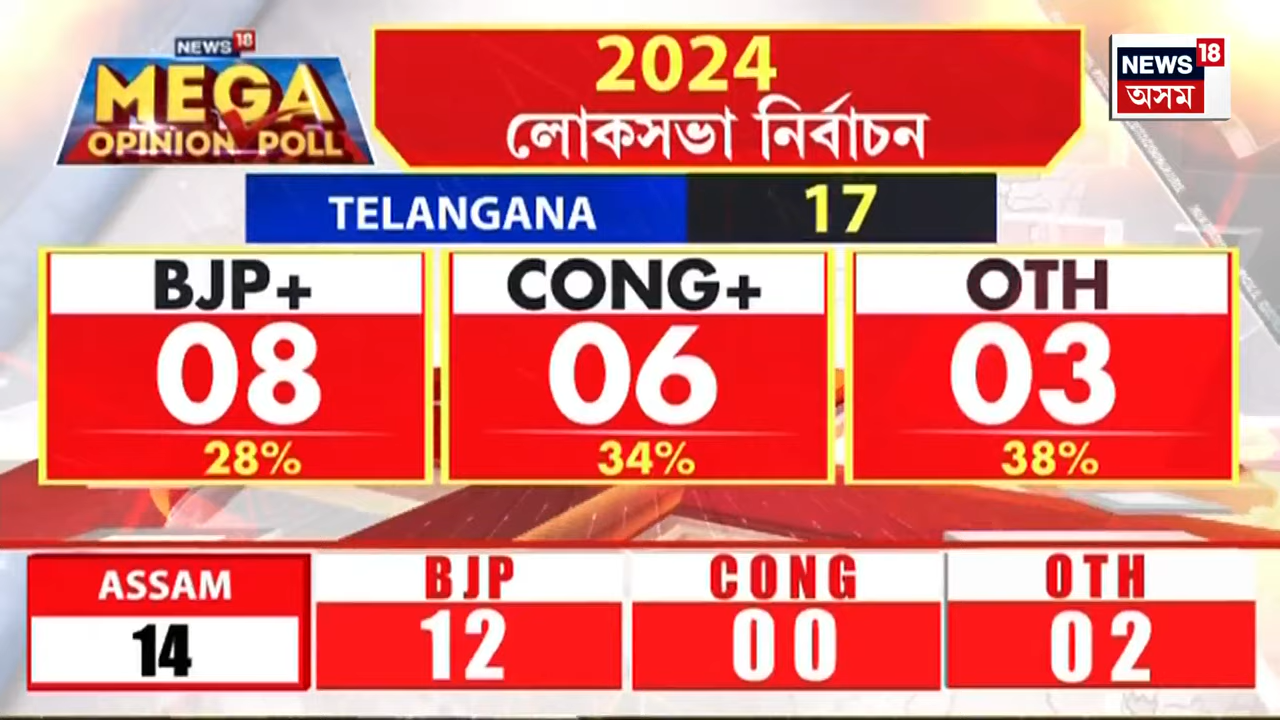 NEWS 18
MEGA
OPINION POLL
2024
লোকসভা নিৰ্বাচন
NEWS 18
অসম
TELANGANA 17
BJP+ CONG+ OTH
08 06 03
28% 34% 38%
ASSAM BJP CONG OTH
14 12 00 02